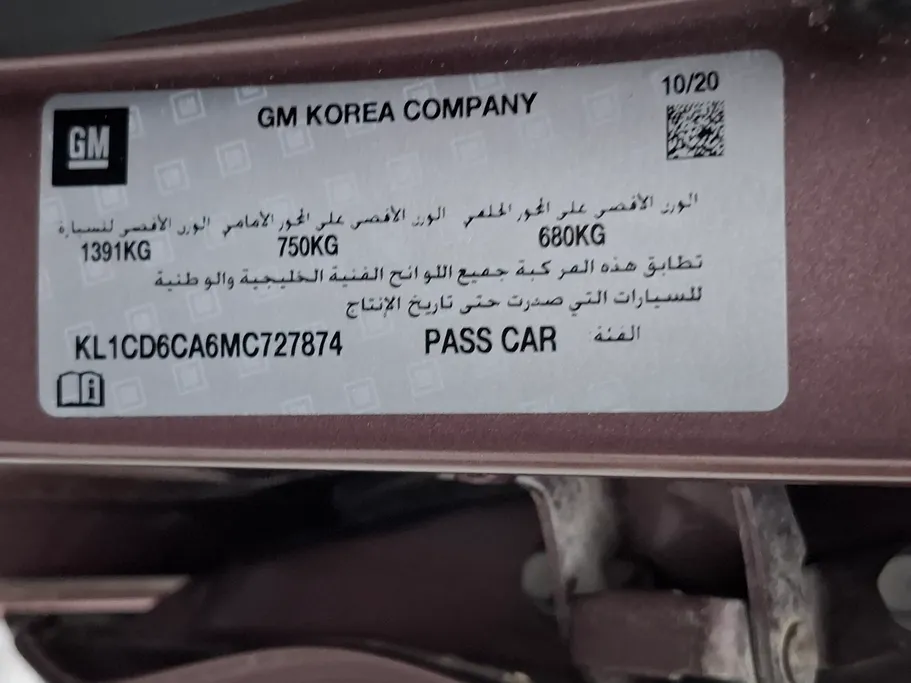 10/20
GM
GM KOREA COMPANY
الوزن الأقصى على المحور الخلفي الوزن الأقصى على المحور الأمامي الوزن الأقصى للسيارة
1391KG 750KG 680KG
تطابق هذه المركبة جميع اللوائح الفنية الخليجية والوطنية
للسيارات التي صدرت حتى تاريخ الإنتاج
KL1CD6CA6MC727874 PASS CAR الفئة: